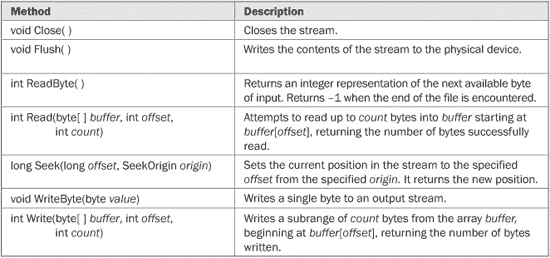 Method Description
void Close( ) Closes the stream.
void Flush( ) Writes the contents of the stream to the physical device.
int ReadByte( ) Returns an integer representation of the next available byte
of input. Returns –1 when the end of the file is encountered.
int Read(byte[ ] buffer, int offset, Attempts to read up to count bytes into buffer starting at
int count) buffer[offset], returning the number of bytes successfully
read.
long Seek(long offset, SeekOrigin origin) Sets the current position in the stream to the specified
offset from the specified origin. It returns the new position.
void WriteByte(byte value) Writes a single byte to an output stream.
int Write(byte[ ] buffer, int offset, Writes a subrange of count bytes from the array buffer,
int count) beginning at buffer[offset], returning the number of bytes
written.